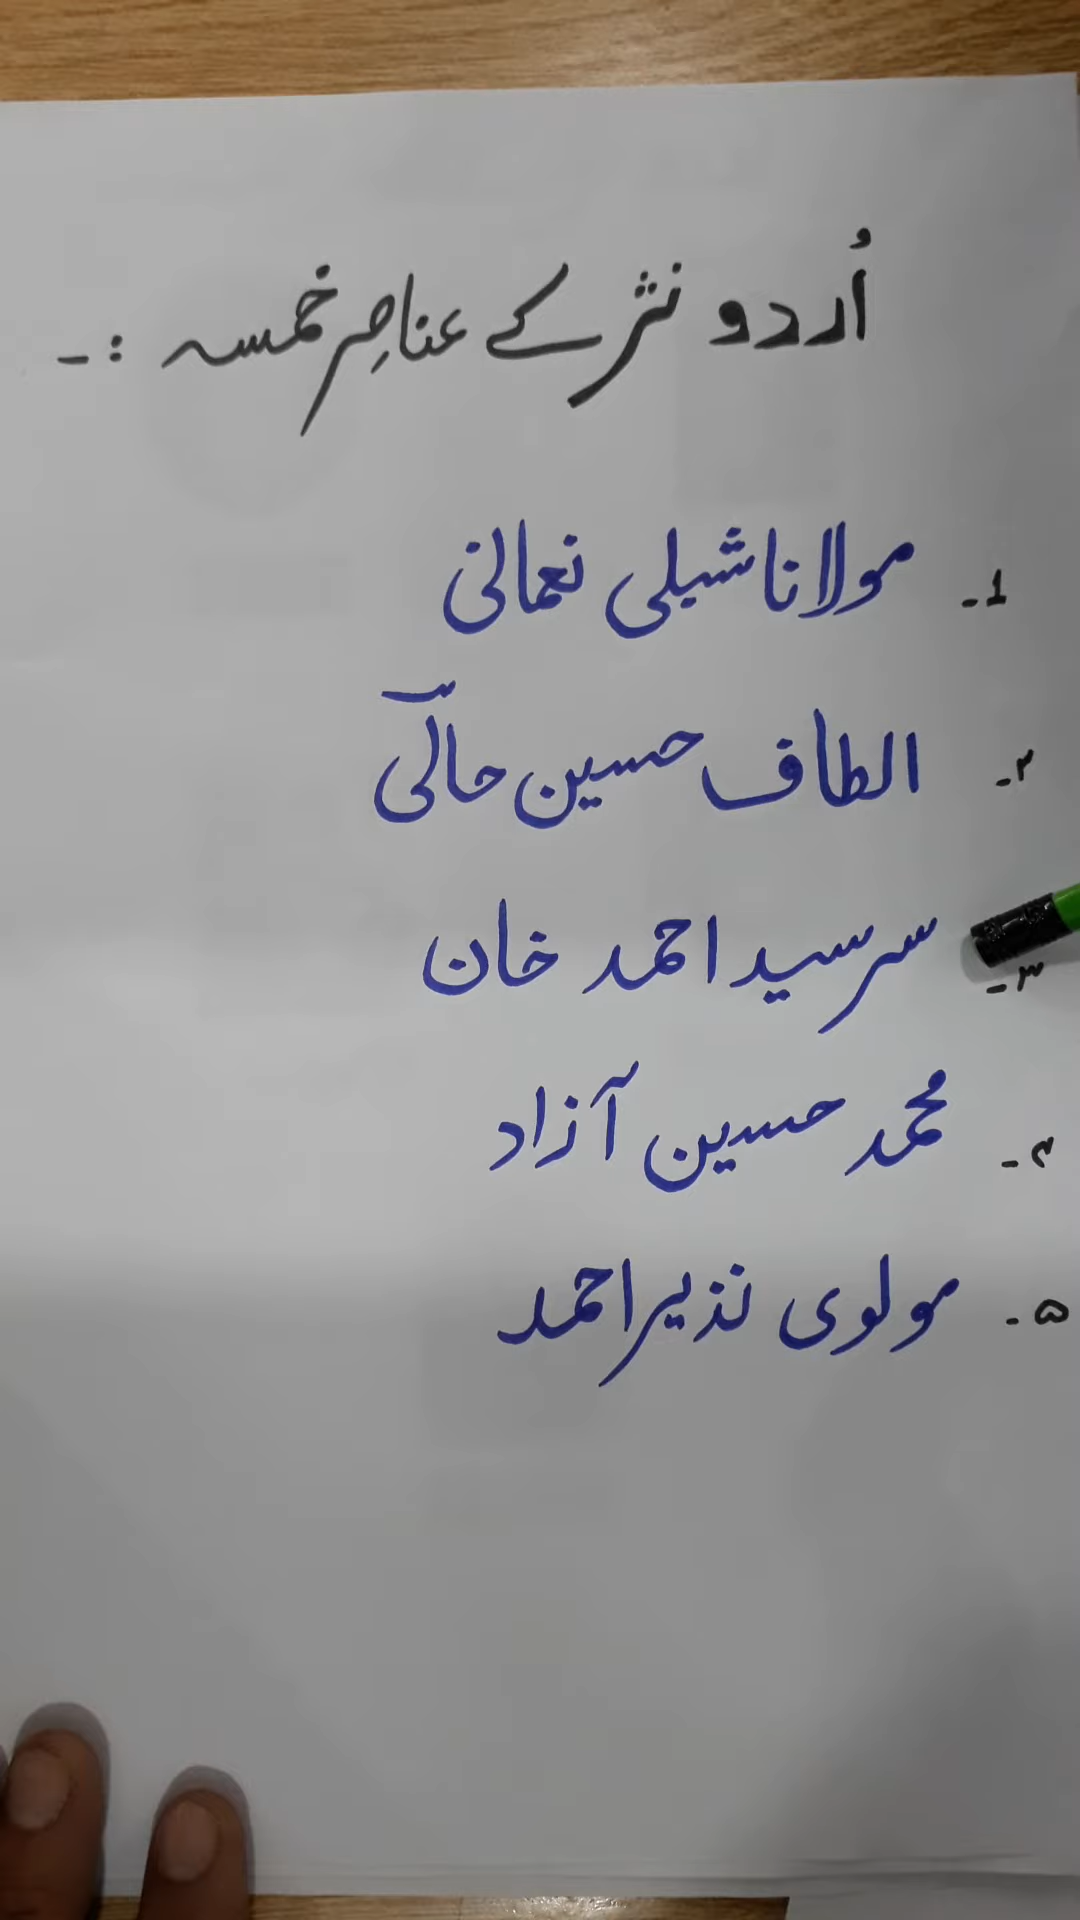 اُردو نثر کے عناصرِ خمسہ :-
1- مولانا شبلی نعمانی
۲- الطاف حسین حالؔی
۳- سرسید احمد خان
۴- محمد حسین آزاد
۵- مولوی نذیر احمد